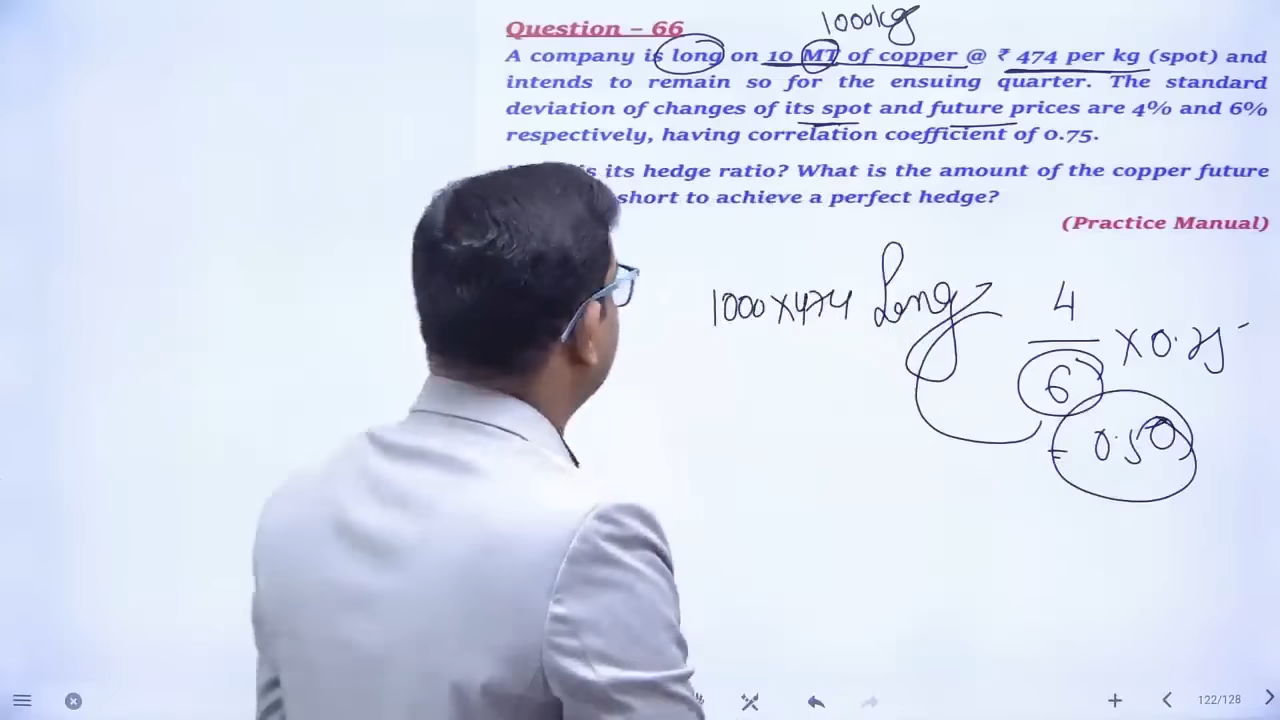 1000kg
Question – 66
A company is long on 10 MT of copper @ ₹ 474 per kg (spot) and
intends to remain so for the ensuing quarter. The standard
deviation of changes of its spot and future prices are 4% and 6%
respectively, having correlation coefficient of 0.75.
s its hedge ratio? What is the amount of the copper future
short to achieve a perfect hedge?
(Practice Manual)
1000 X 474 Long
4
6
X 0.75
= 0.50
122/128